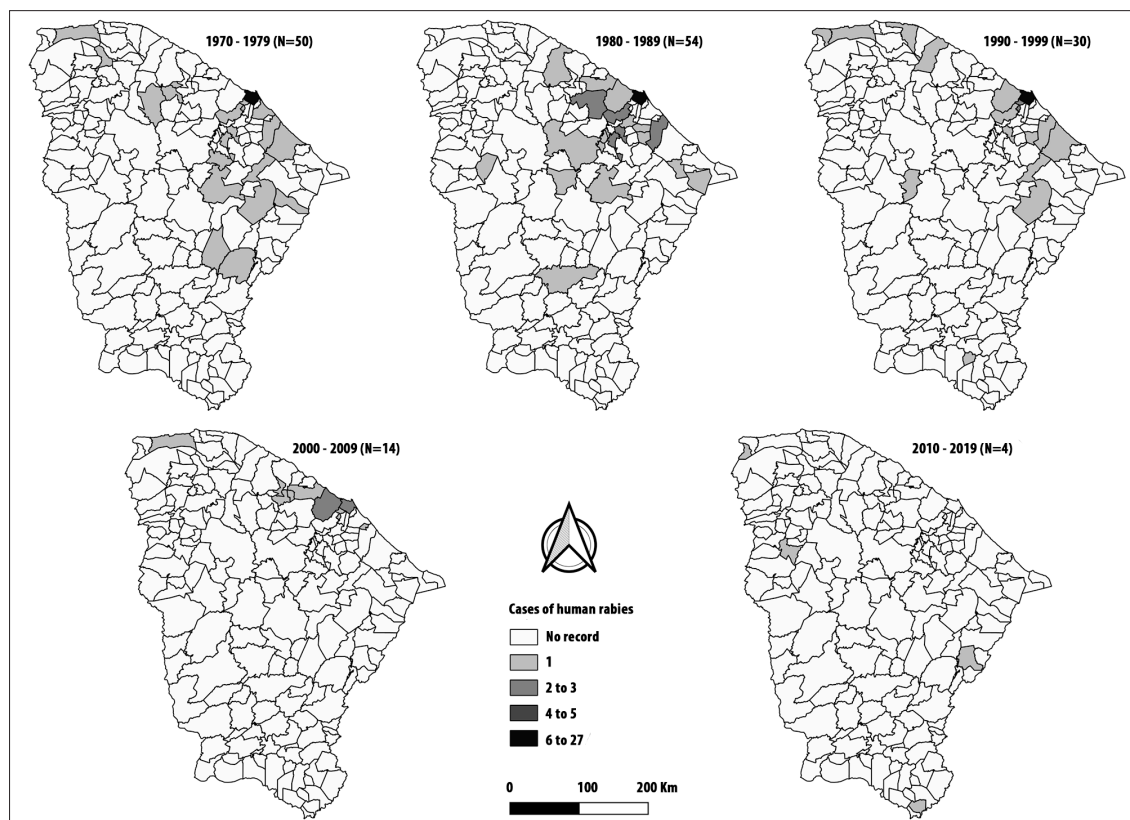 1970 - 1979 (N=50)
1980 - 1989 (N=54)
1990 - 1999 (N=30)
2000 - 2009 (N=14)
2010 - 2019 (N=4)
Cases of human rabies
No record
1
2 to 3
4 to 5
6 to 27
0 100 200 Km